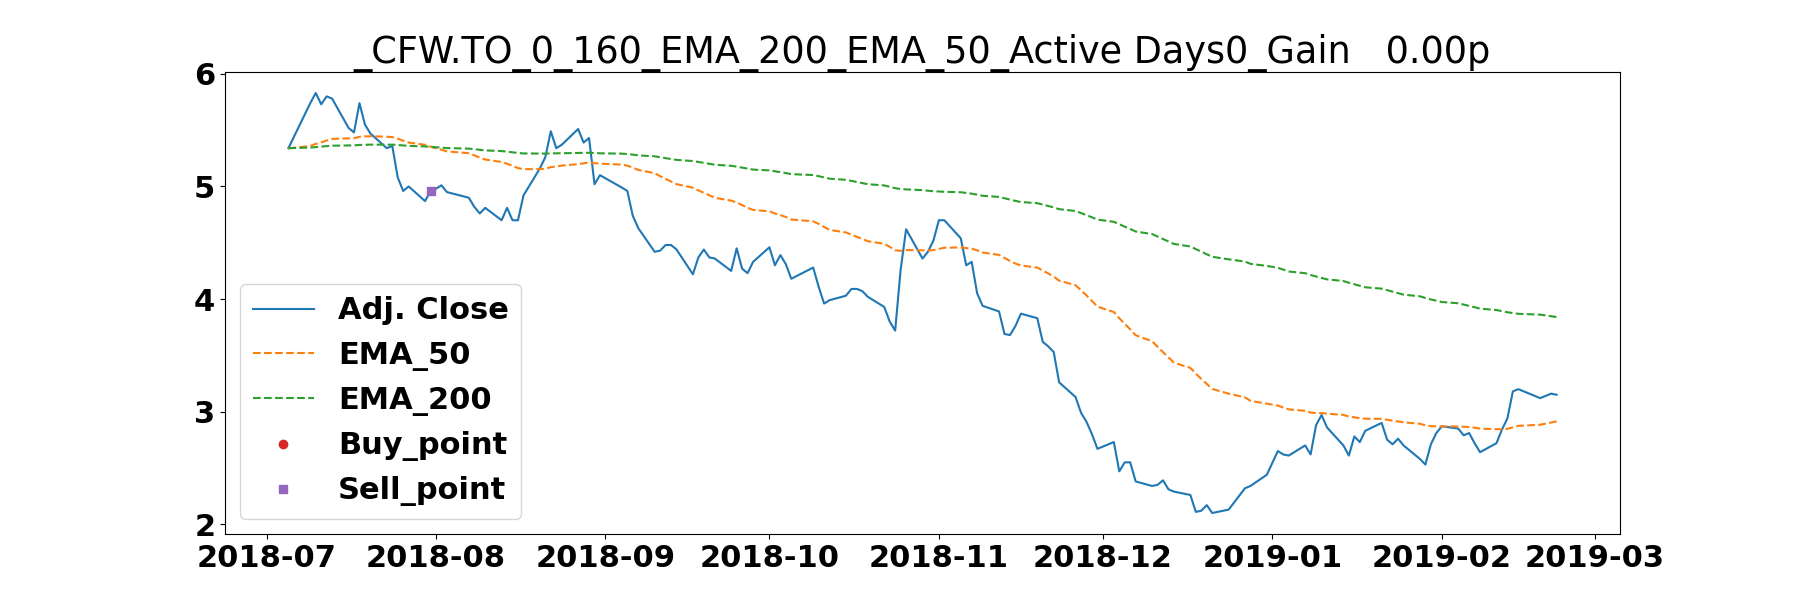 _CFW.TO_0_160_EMA_200_EMA_50_Active Days0_Gain   0.00p
6
5
4
3
2
Adj. Close
EMA_50
EMA_200
Buy_point
Sell_point
2018-07 2018-08 2018-09 2018-10 2018-11 2018-12 2019-01 2019-02 2019-03